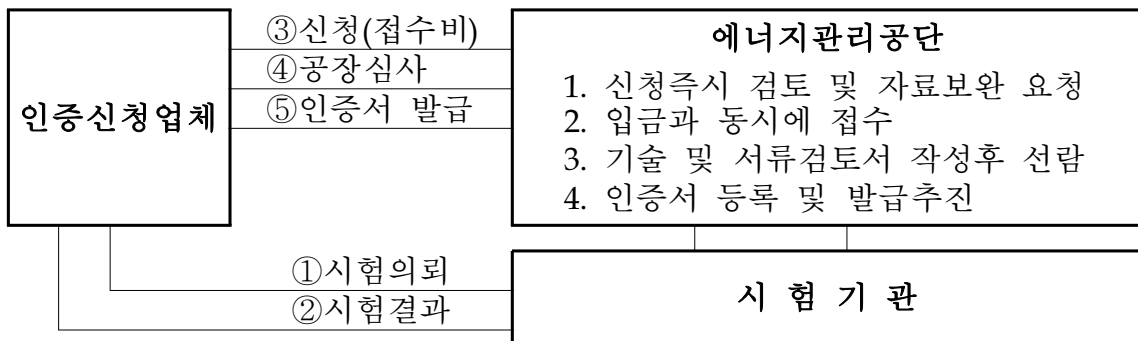 인증신청업체
③신청(접수비)
④공장심사
⑤인증서 발급
에너지관리공단
1. 신청즉시 검토 및 자료보완 요청
2. 입금과 동시에 접수
3. 기술 및 서류검토서 작성후 선람
4. 인증서 등록 및 발급추진
①시험의뢰
②시험결과
시 험 기 관